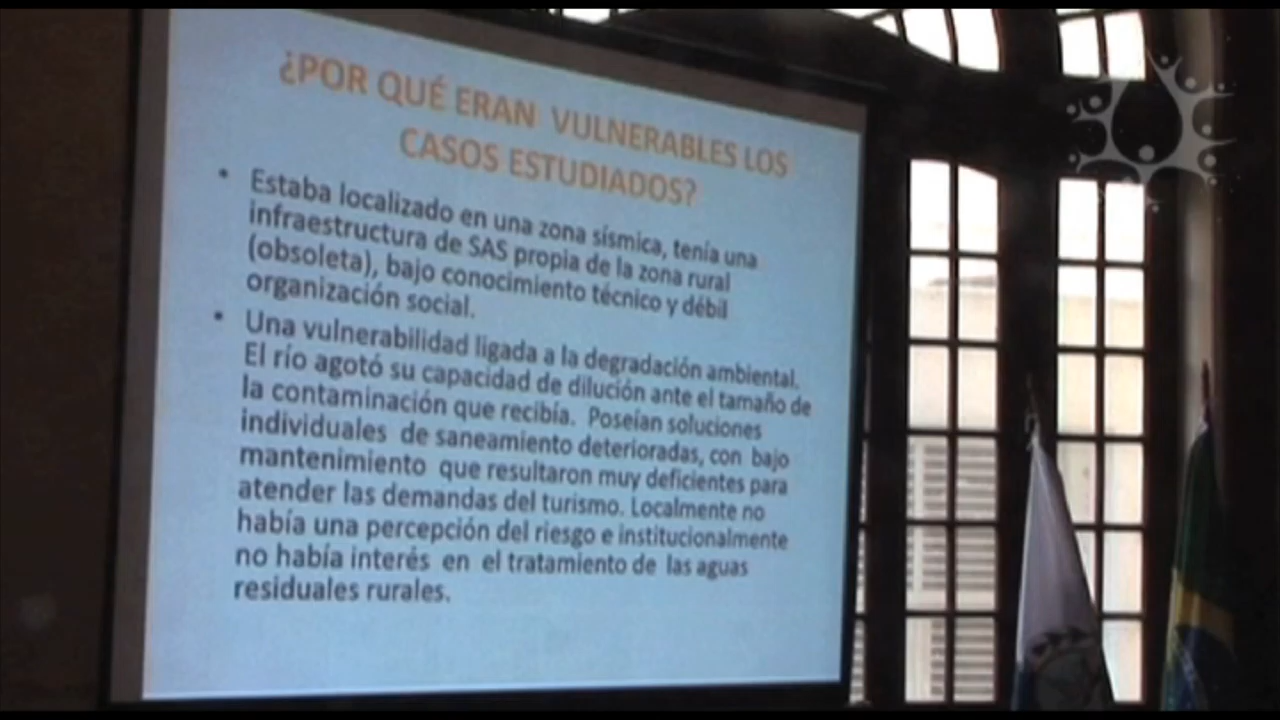 ¿POR QUÉ ERAN VULNERABLES LOS
CASOS ESTUDIADOS?
• Estaba localizado en una zona sísmica, tenía una
infraestructura de SAS propia de la zona rural
(obsoleta), bajo conocimiento técnico y débil
organización social.
• Una vulnerabilidad ligada a la degradación ambiental.
El río agotó su capacidad de dilución ante el tamaño de
la contaminación que recibía. Poseían soluciones
individuales de saneamiento deterioradas, con bajo
mantenimiento que resultaron muy deficientes para
atender las demandas del turismo. Localmente no
había una percepción del riesgo e institucionalmente
no había interés en el tratamiento de las aguas
residuales rurales.